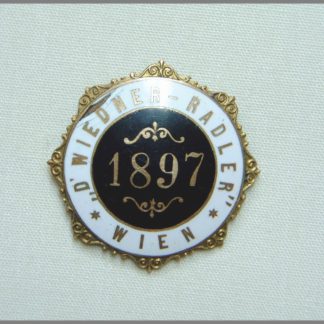 "D'WIEDNER-RADLER"
1897
* WIEN *